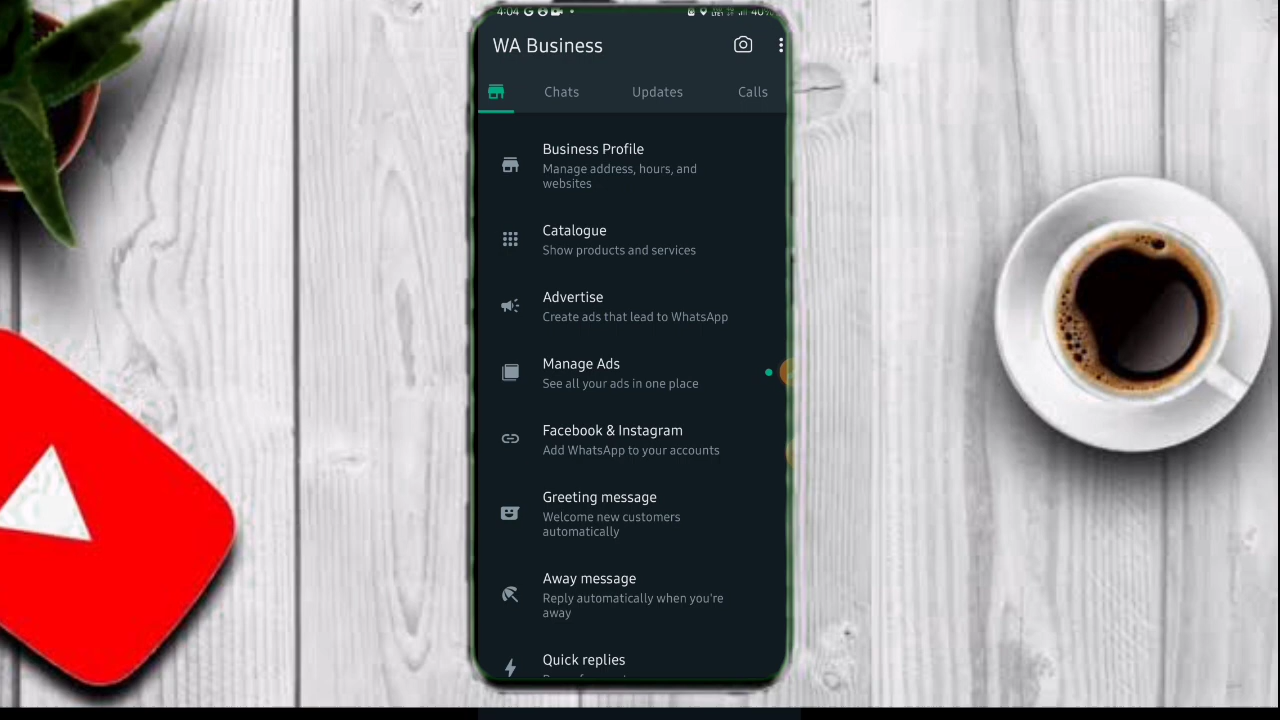 4:04
WA Business
Chats Updates Calls
Business Profile
Manage address, hours, and
websites
Catalogue
Show products and services
Advertise
Create ads that lead to WhatsApp
Manage Ads
See all your ads in one place
Facebook & Instagram
Add WhatsApp to your accounts
Greeting message
Welcome new customers
automatically
Away message
Reply automatically when you're
away
Quick replies